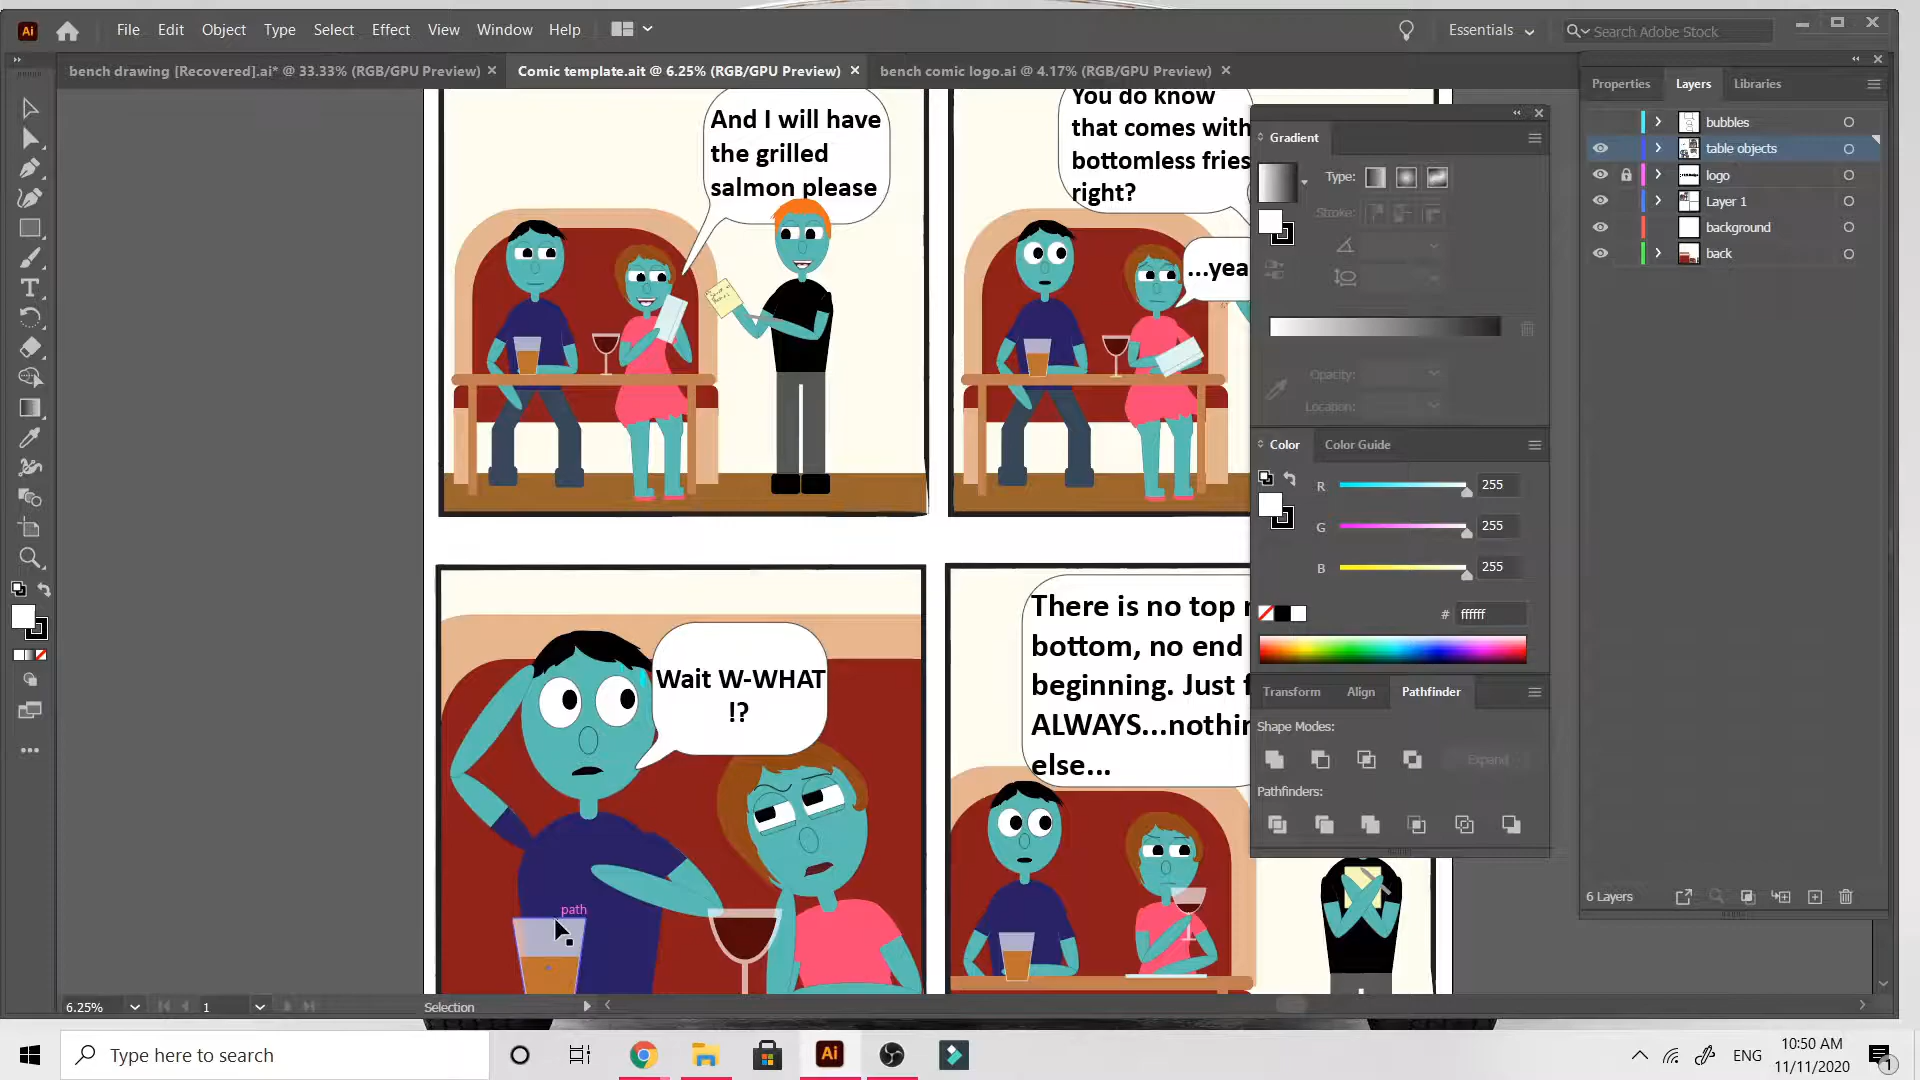 Ai File Edit Object Type Select Effect View Window Help Essentials Search Adobe Stock
bench drawing [Recovered].ai* @ 33.33% (RGB/GPU Preview) Comic template.ait @ 6.25% (RGB/GPU Preview) bench comic logo.ai @ 4.17% (RGB/GPU Preview)
And I will have
the grilled
salmon please
You do know
that comes with
bottomless fries
right?
...yea
Wait W-WHAT
!?
There is no top
bottom, no end
beginning. Just
ALWAYS...nothin
else...
path
Gradient
Type:
Stroke:
Opacity:
Location:
Color Color Guide
R 255
G 255
B 255
# ffffff
Transform Align Pathfinder
Shape Modes:
Expand
Pathfinders:
Properties Layers Libraries
bubbles
table objects
logo
Layer 1
background
back
6 Layers
6.25% 1 Selection
Type here to search
Ai
ENG
10:50 AM
11/11/2020
1